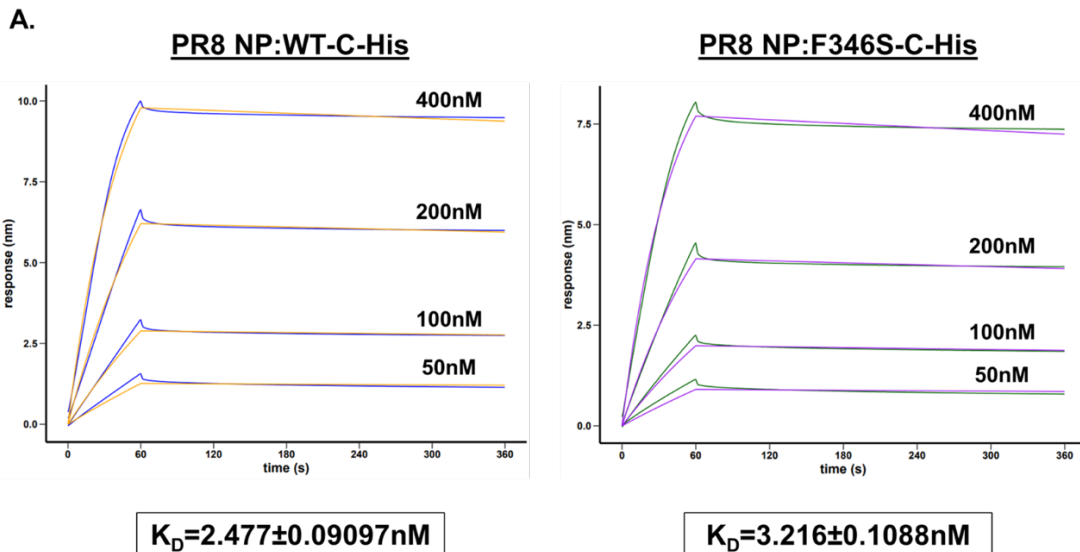 A.
PR8 NP:WT-C-His
PR8 NP:F346S-C-His
response (nm)
10.0
7.5
5.0
2.5
0.0
400nM
200nM
100nM
50nM
0 60 120 180 240 300 360
time (s)
response (nm)
7.5
5.0
2.5
0.0
400nM
200nM
100nM
50nM
0 60 120 180 240 300 360
time (s)
K_D=2.477±0.09097nM
K_D=3.216±0.1088nM